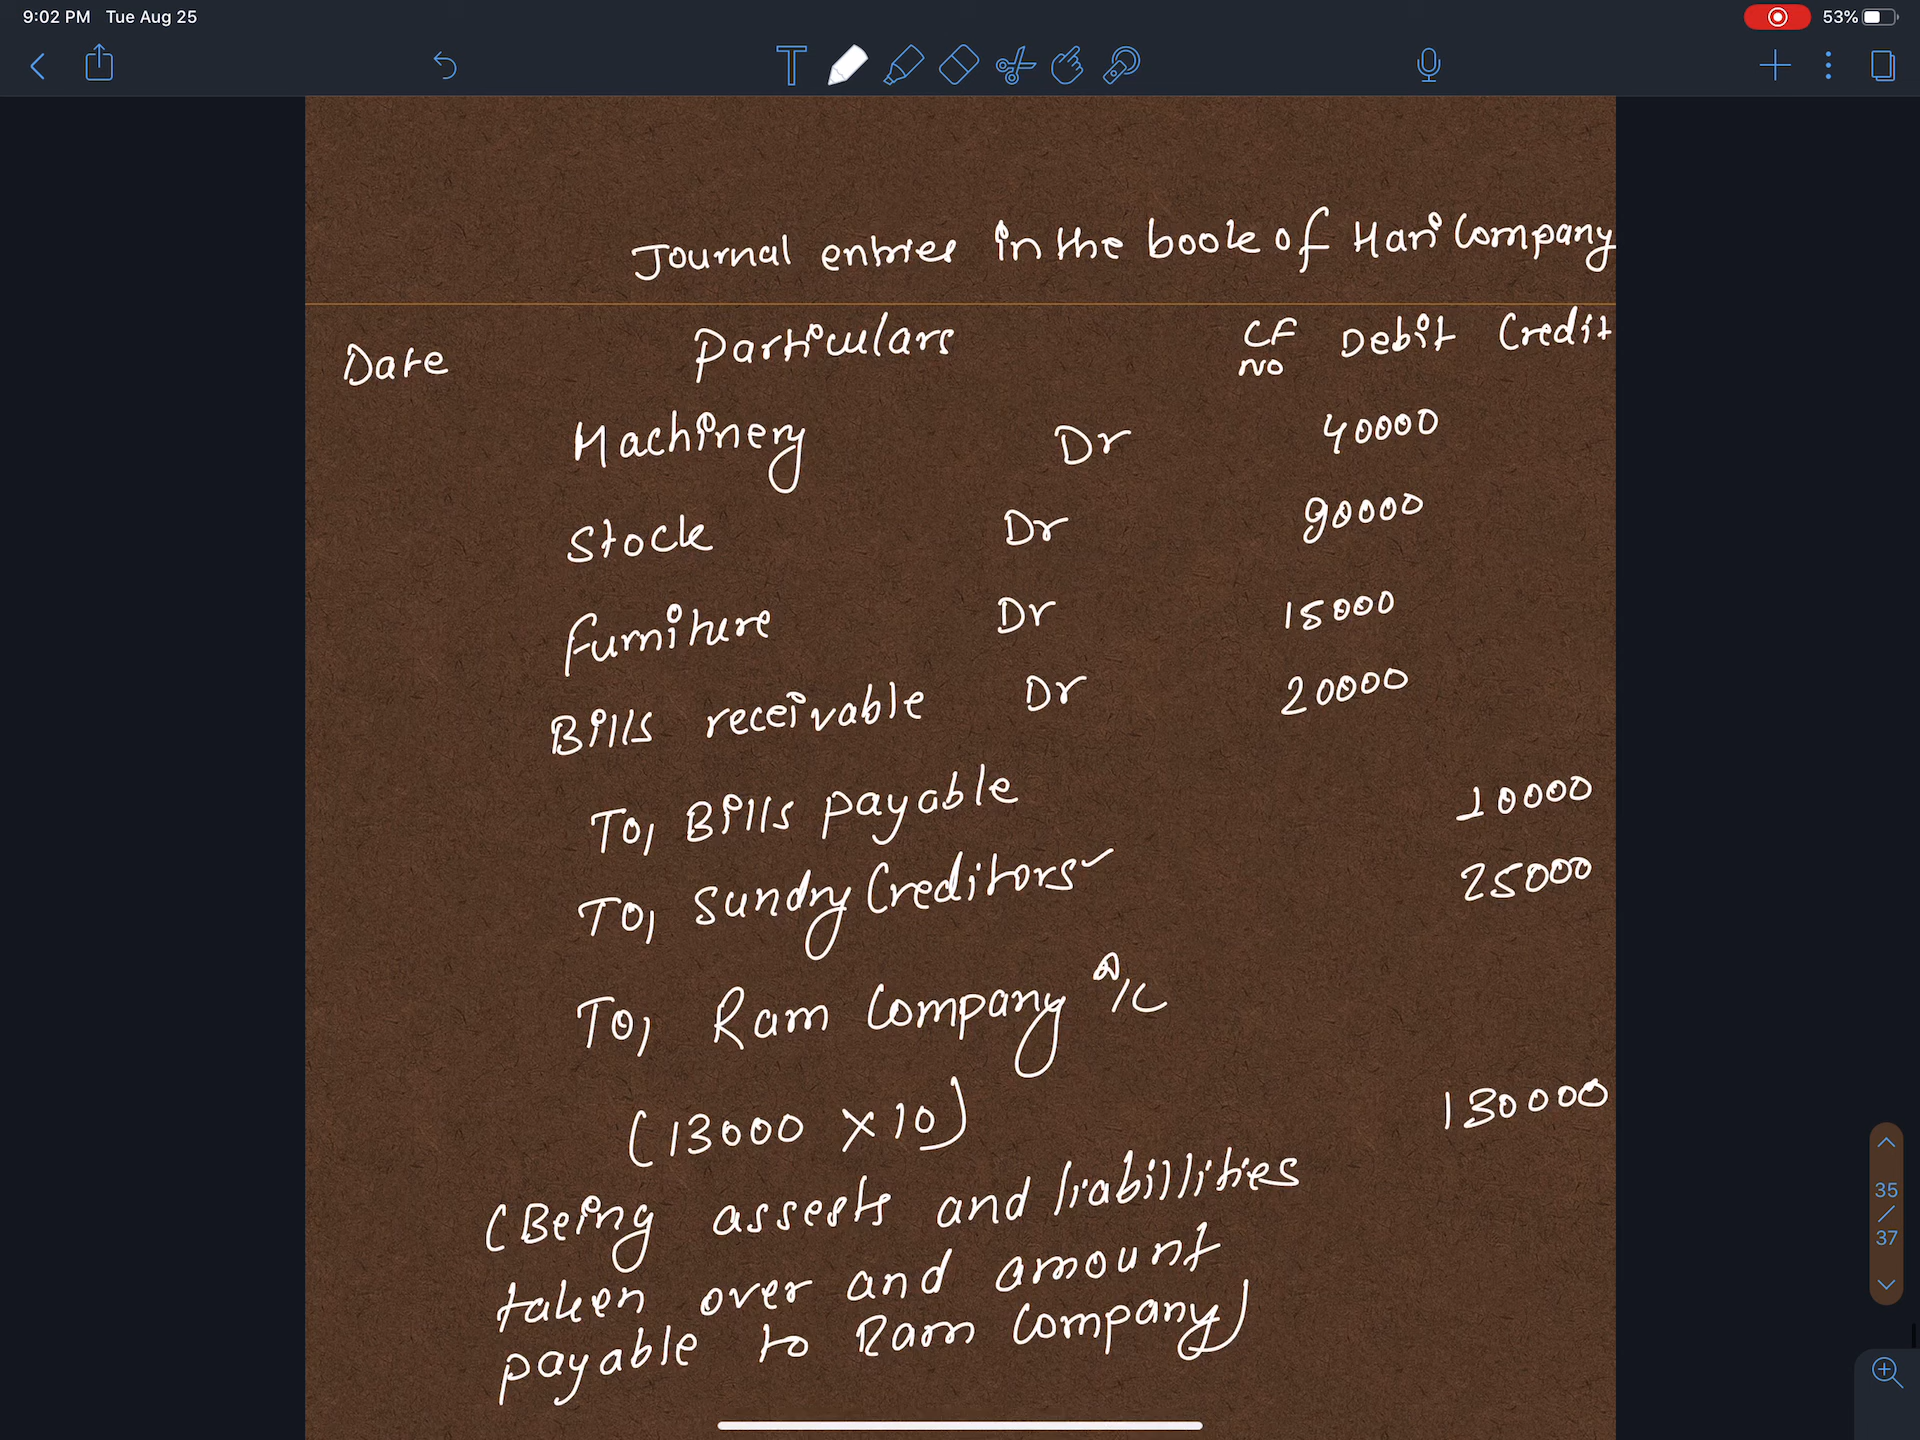 9:02 PM Tue Aug 25
53%
Journal entries in the book of Hari Company
Date Particulars CF NO Debit Credit
Machinery Dr 40000
Stock Dr 90000
furniture Dr 15000
Bills receivable Dr 20000
To, Bills payable 10000
To, Sundry Creditors 25000
To, Ram Company A/C
(13000 × 10) 130000
(Being assests and liabillities
taken over and amount
payable to Ram Company)
35
/
37